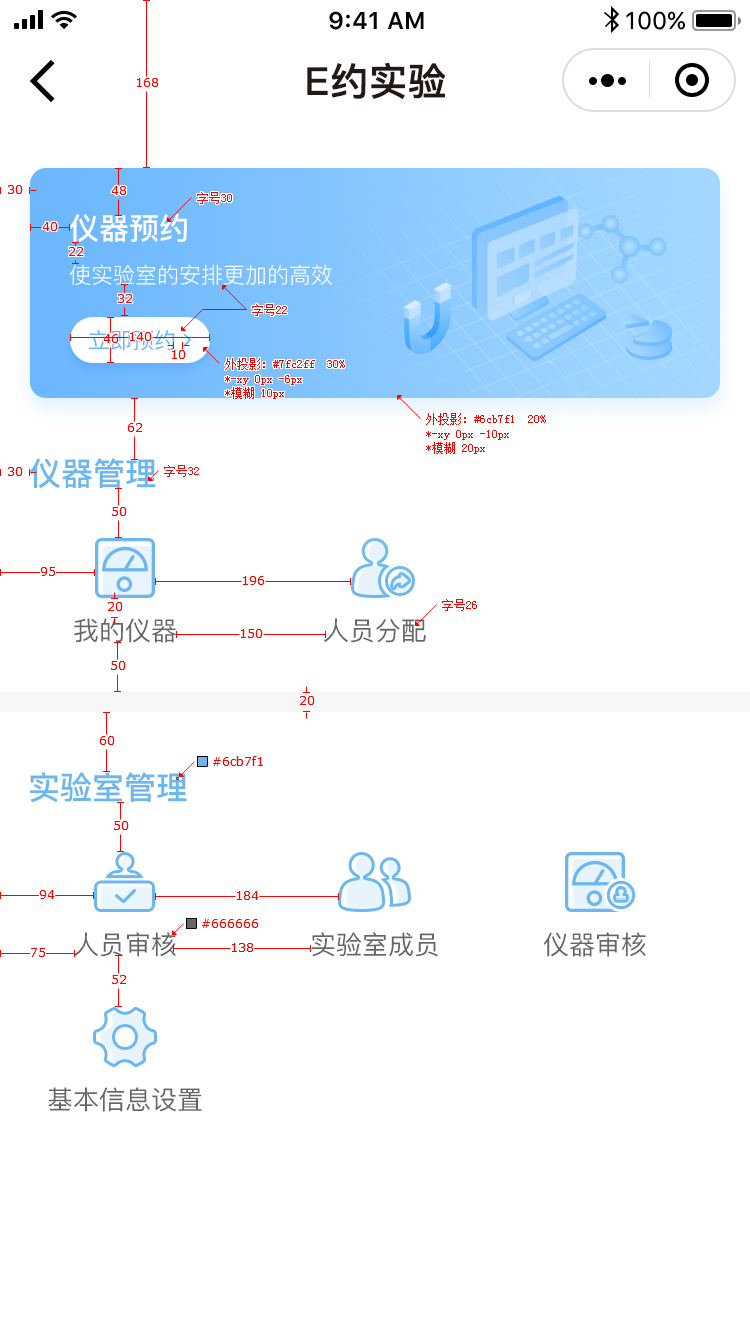 9:41 AM
100%
E约实验
168
30
48
字号30
40
仪器预约
22
使实验室的安排更加的高效
32
字号22
立即预约 >
46
140
10
外投影：#7fc2ff 30%
*-xy 0px -6px
*模糊 10px
外投影：#6cb7f1 20%
*-xy 0px -10px
*模糊 20px
62
30
仪器管理
字号32
50
95
196
20
字号26
我的仪器
150
人员分配
50
20
60
#6cb7f1
实验室管理
50
94
184
#666666
人员审核
138
实验室成员
仪器审核
75
52
基本信息设置